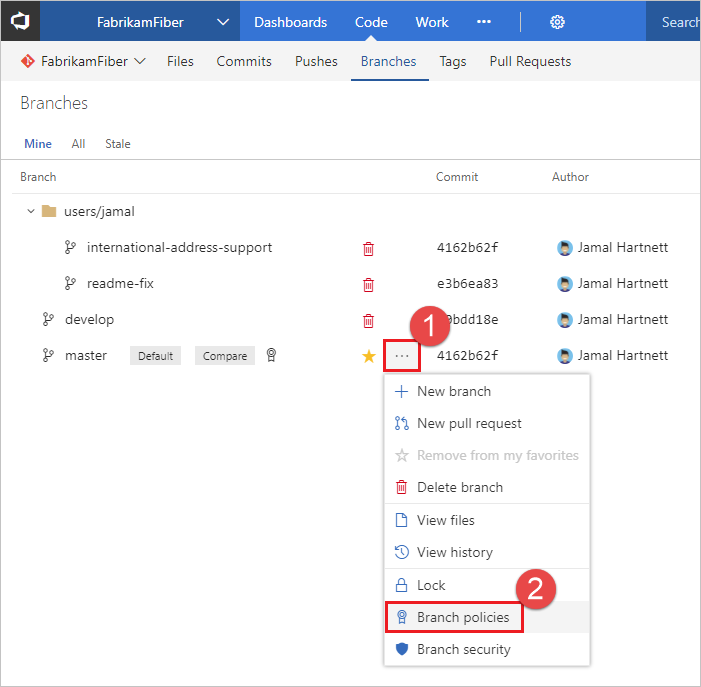 FabrikamFiber Dashboards Code Work ··· Search
FabrikamFiber Files Commits Pushes Branches Tags Pull Requests
Branches
Mine All Stale
Branch Commit Author
users/jamal
international-address-support 4162b62f Jamal Hartnett
readme-fix e3b6ea83 Jamal Hartnett
develop bdd18e Jamal Hartnett
1
master Default Compare ... 4162b62f Jamal Hartnett
New branch
New pull request
Remove from my favorites
Delete branch
View files
View history
Lock
2
Branch policies
Branch security